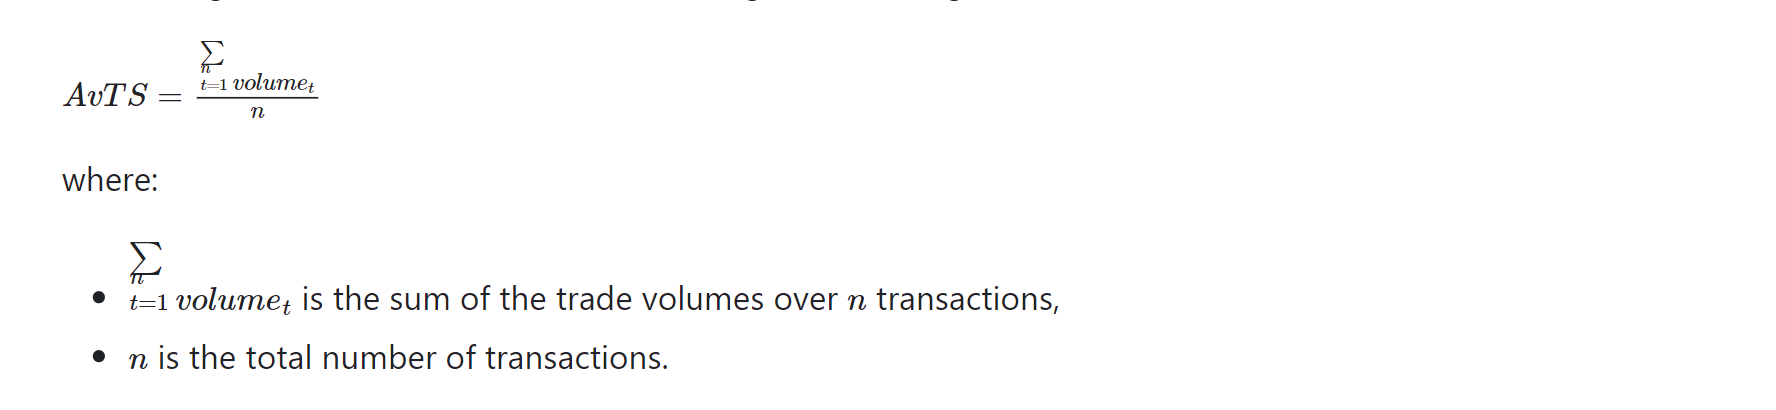 AvTS = \frac{\sum_{t=1}^{n} volume_t}{n}
where:
• \sum_{t=1}^{n} volume_t is the sum of the trade volumes over n transactions,
• n is the total number of transactions.